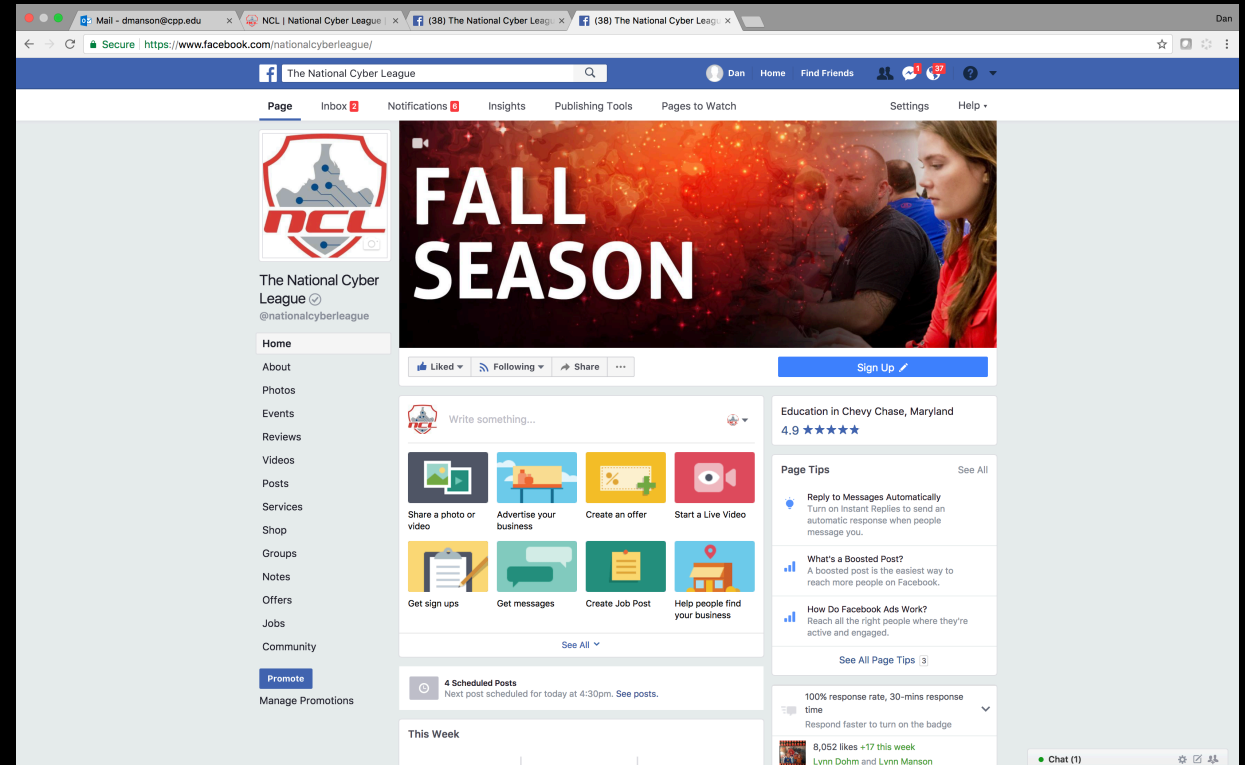 Mail - dmanson@cpp.edu
NCL | National Cyber League |
(38) The National Cyber Leagu
(38) The National Cyber Leagu
Dan
Secure | https://www.facebook.com/nationalcyberleague/
The National Cyber League
Dan
Home
Find Friends
1
37
?
Page
Inbox 2
Notifications 6
Insights
Publishing Tools
Pages to Watch
Settings
Help
NCL
FALL
SEASON
The National Cyber
League
@nationalcyberleague
Home
About
Photos
Events
Reviews
Videos
Posts
Services
Shop
Groups
Notes
Offers
Jobs
Community
Promote
Manage Promotions
Liked
Following
Share
...
Sign Up
NCL
Write something...
Share a photo or
video
Advertise your
business
%
Create an offer
Start a Live Video
Get sign ups
Get messages
Create Job Post
Help people find
your business
See All
4 Scheduled Posts
Next post scheduled for today at 4:30pm. See posts.
This Week
Education in Chevy Chase, Maryland
4.9 ★★★★★
Page Tips
See All
Reply to Messages Automatically
Turn on Instant Replies to send an
automatic response when people
message you.
What's a Boosted Post?
A boosted post is the easiest way to
reach more people on Facebook.
How Do Facebook Ads Work?
Reach all the right people where they're
active and engaged.
See All Page Tips 3
100% response rate, 30-mins response
time
Respond faster to turn on the badge
8,052 likes +17 this week
Lynn Dohm and Lynn Manson
Chat (1)